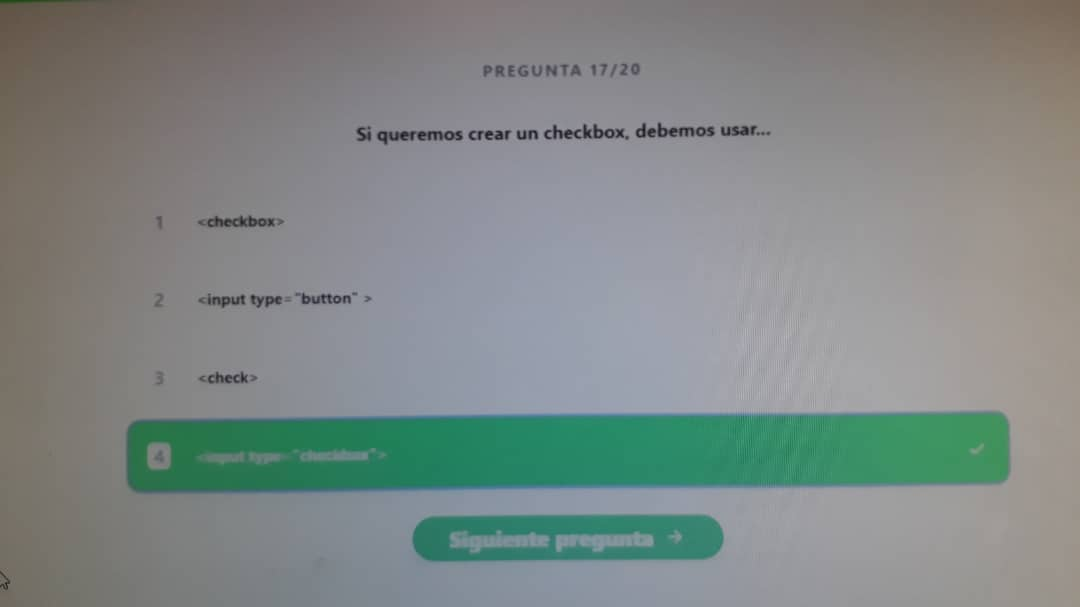 PREGUNTA 17/20
Si queremos crear un checkbox, debemos usar...
1 <checkbox>
2 <input type="button" >
3 <check>
4 <input type="checkbox">
Siguiente pregunta →